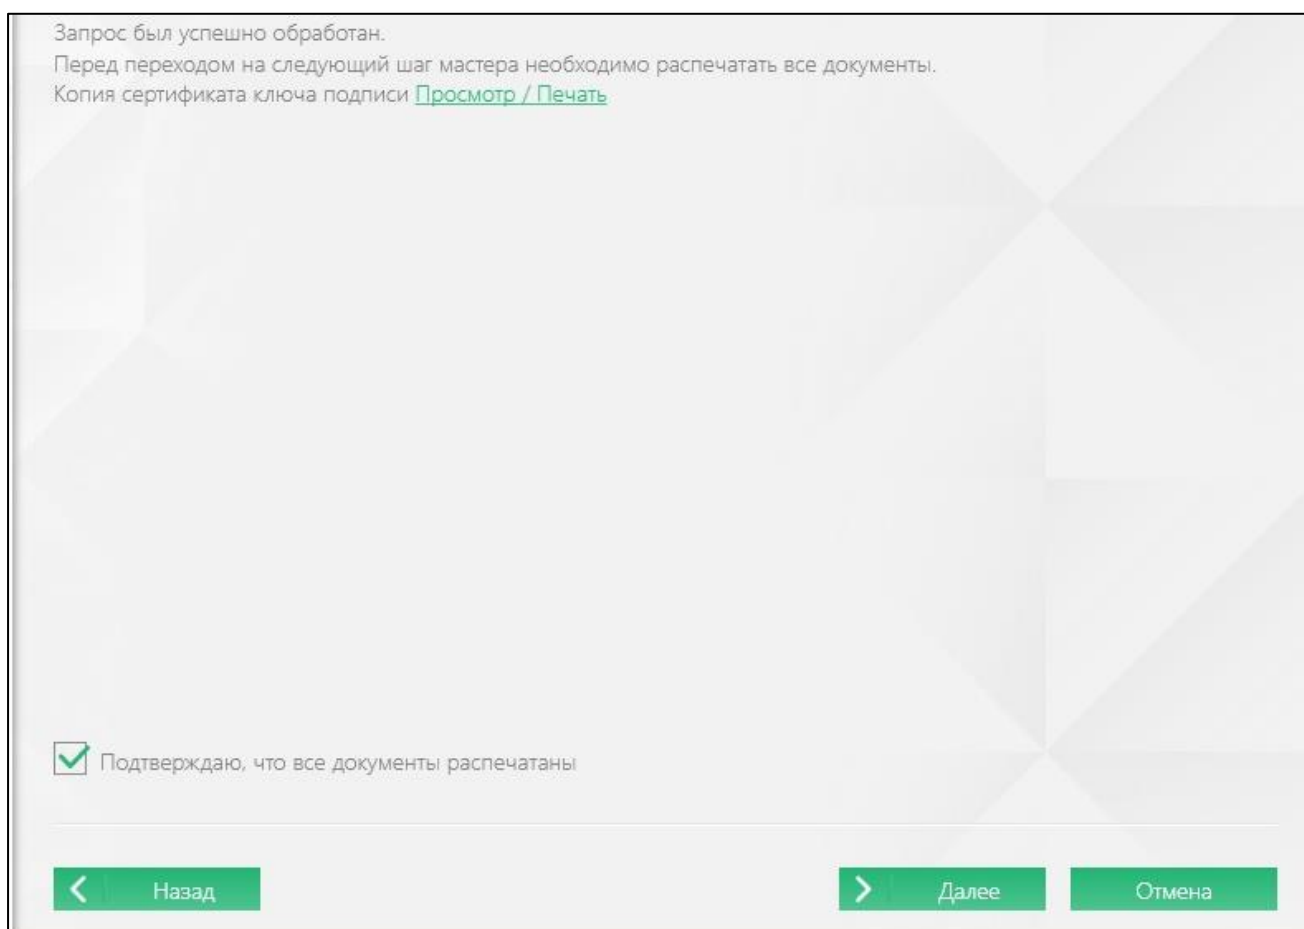 Запрос был успешно обработан.
Перед переходом на следующий шаг мастера необходимо распечатать все документы.
Копия сертификата ключа подписи Просмотр / Печать
Подтверждаю, что все документы распечатаны
Назад
Далее
Отмена